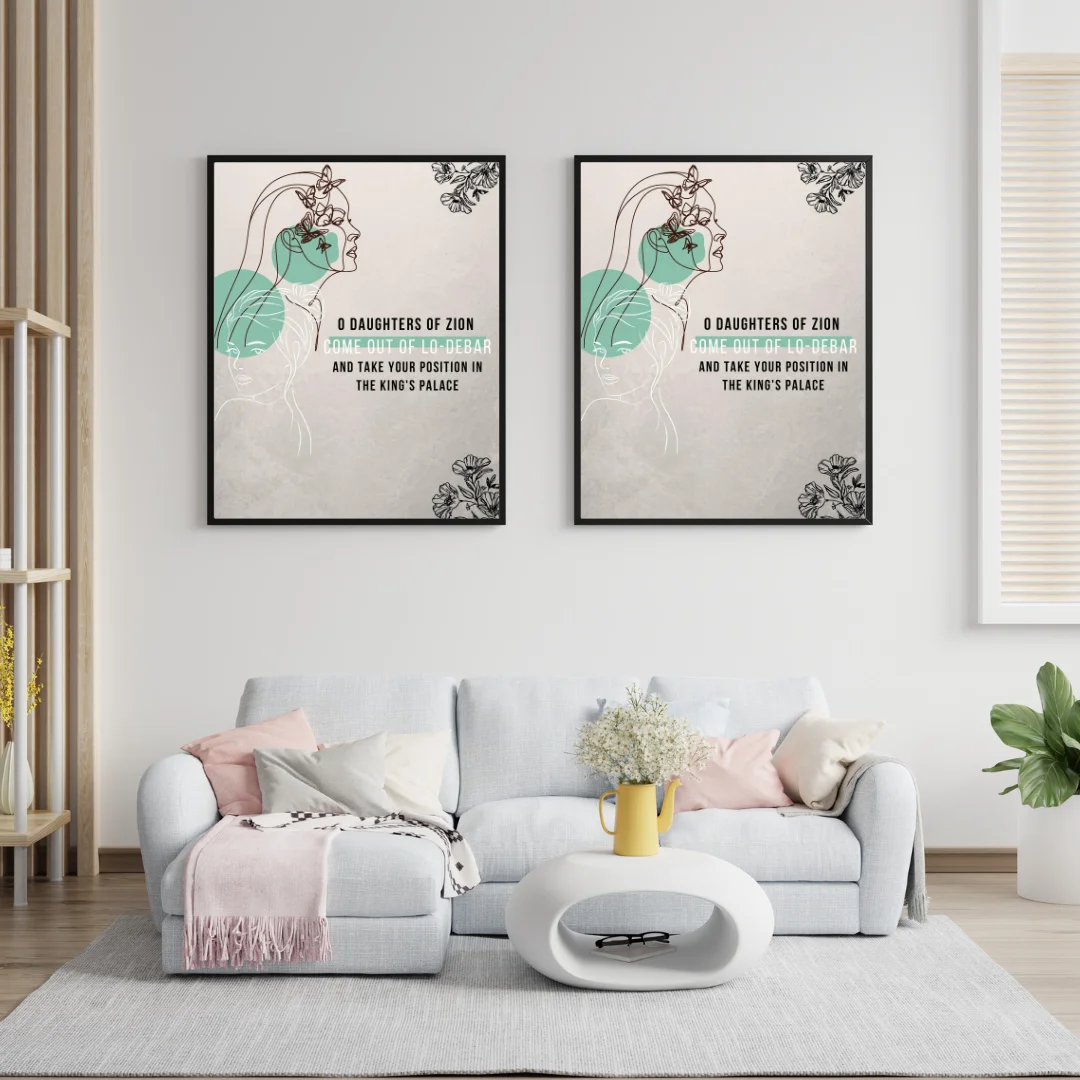 O DAUGHTERS OF ZION
COME OUT OF LO-DEBAR
AND TAKE YOUR POSITION IN
THE KING'S PALACE
O DAUGHTERS OF ZION
COME OUT OF LO-DEBAR
AND TAKE YOUR POSITION IN
THE KING'S PALACE